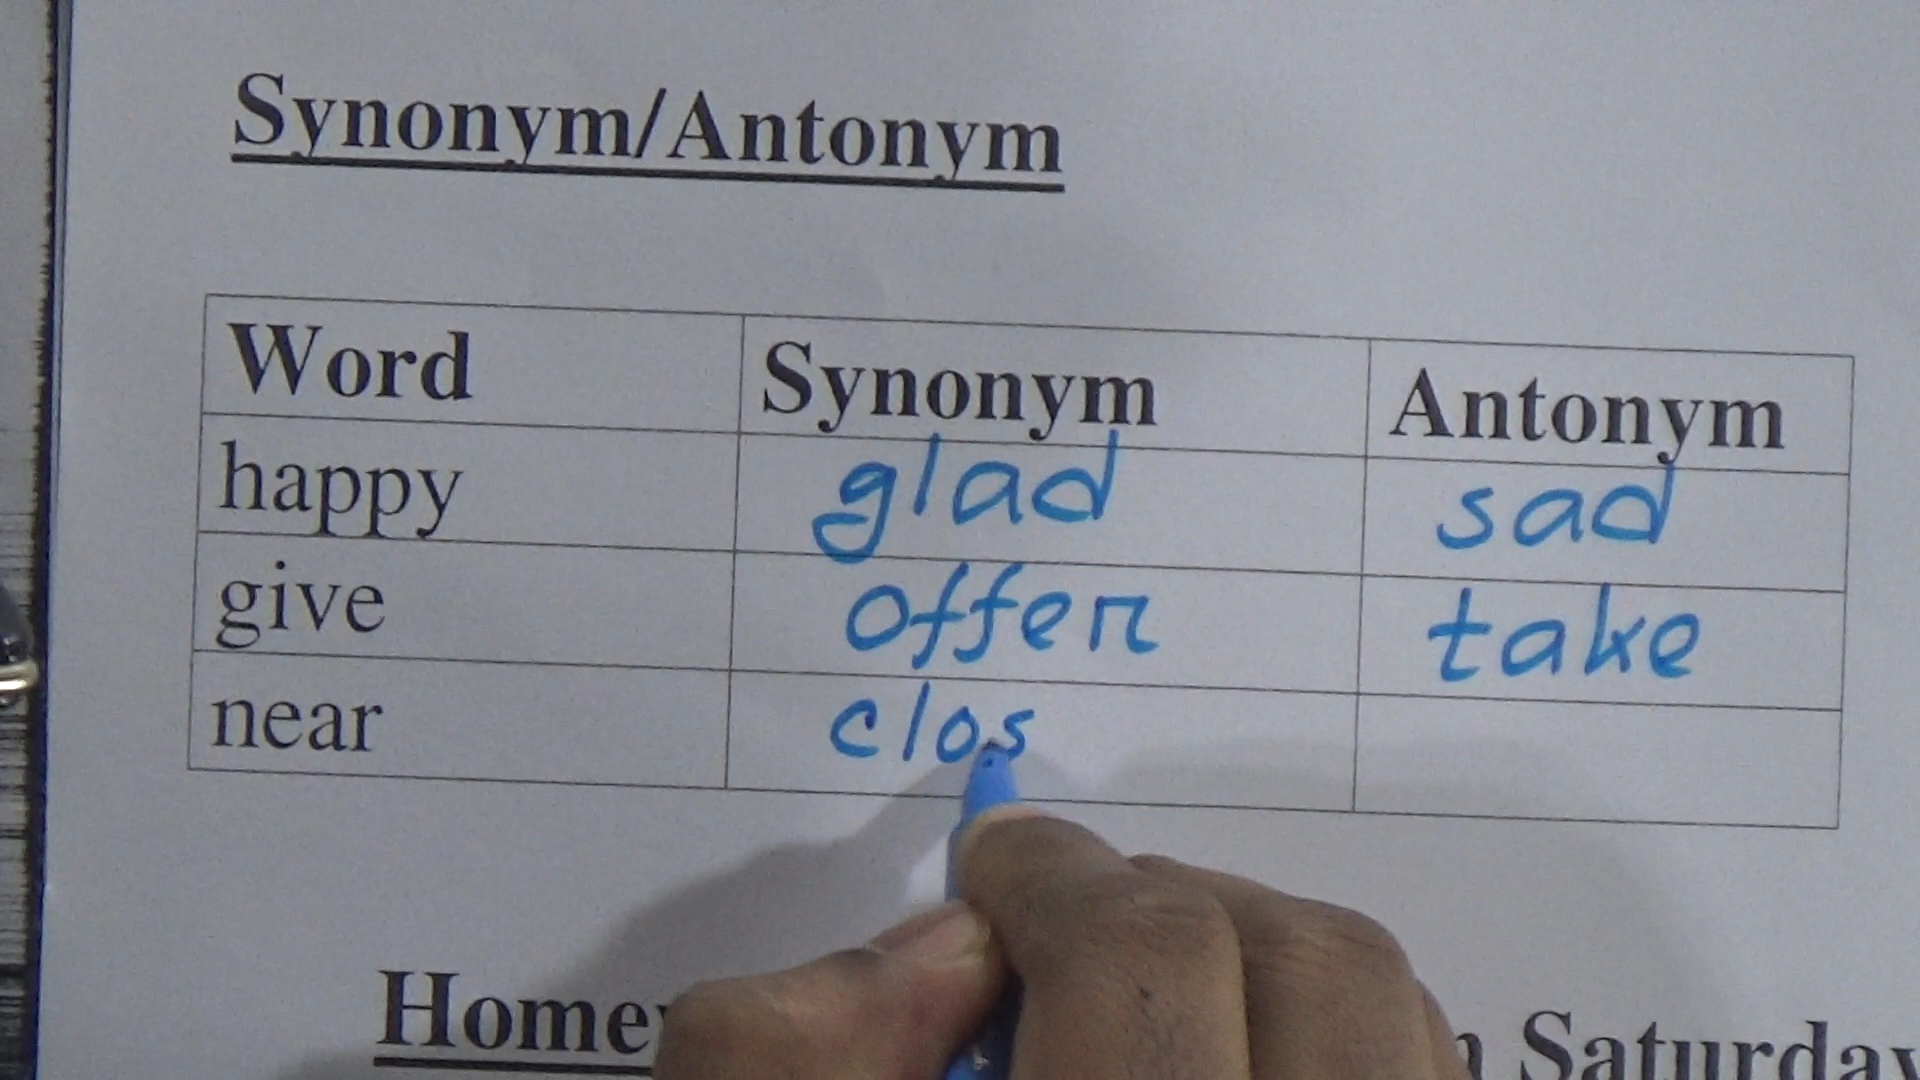 Synonym/Antonym
Word Synonym Antonym
happy glad sad
give offer take
near clos
Home
Saturday